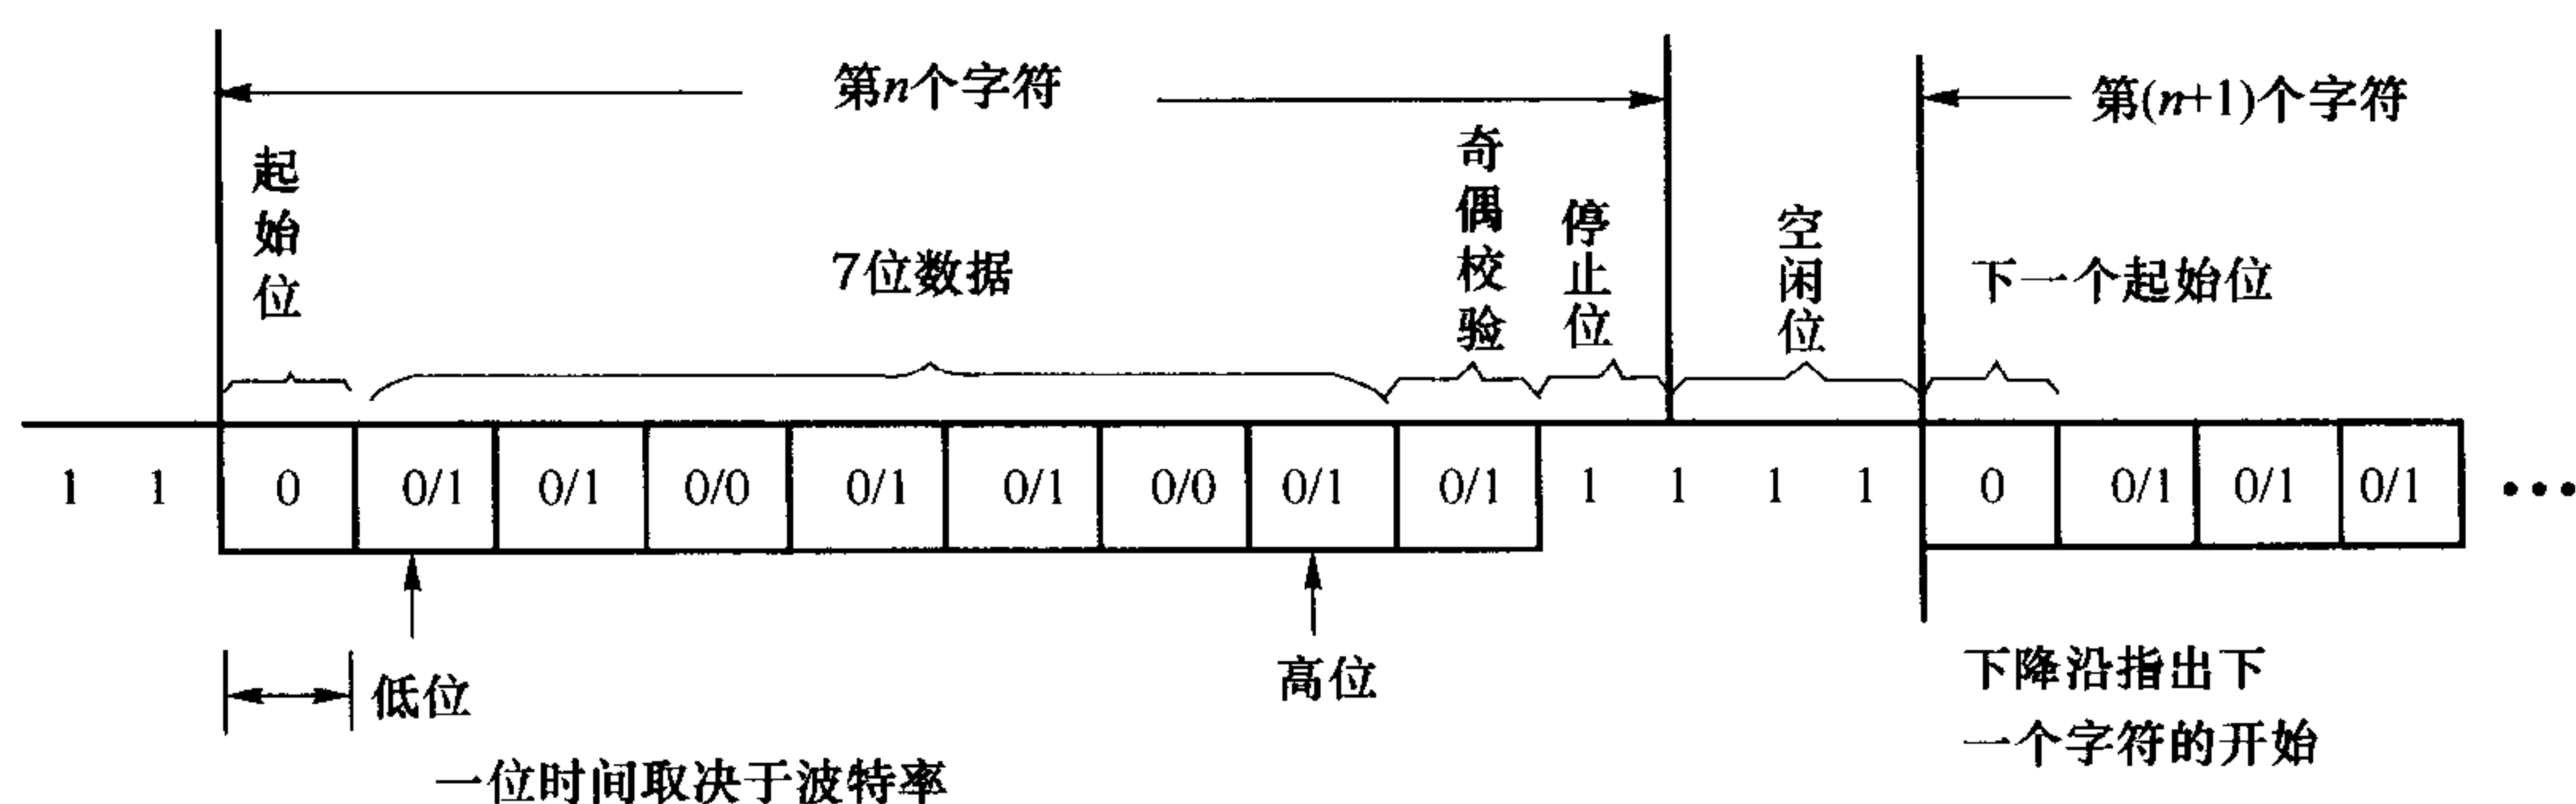 第n个字符
第(n+1)个字符
起始位
7位数据
奇偶校验
停止位
空闲位
下一个起始位
1 1 0 0/1 0/1 0/0 0/1 0/1 0/0 0/1 0/1 1 1 1 1 0 0/1 0/1 0/1 •••
低位
高位
下降沿指出下
一个字符的开始
一位时间取决于波特率